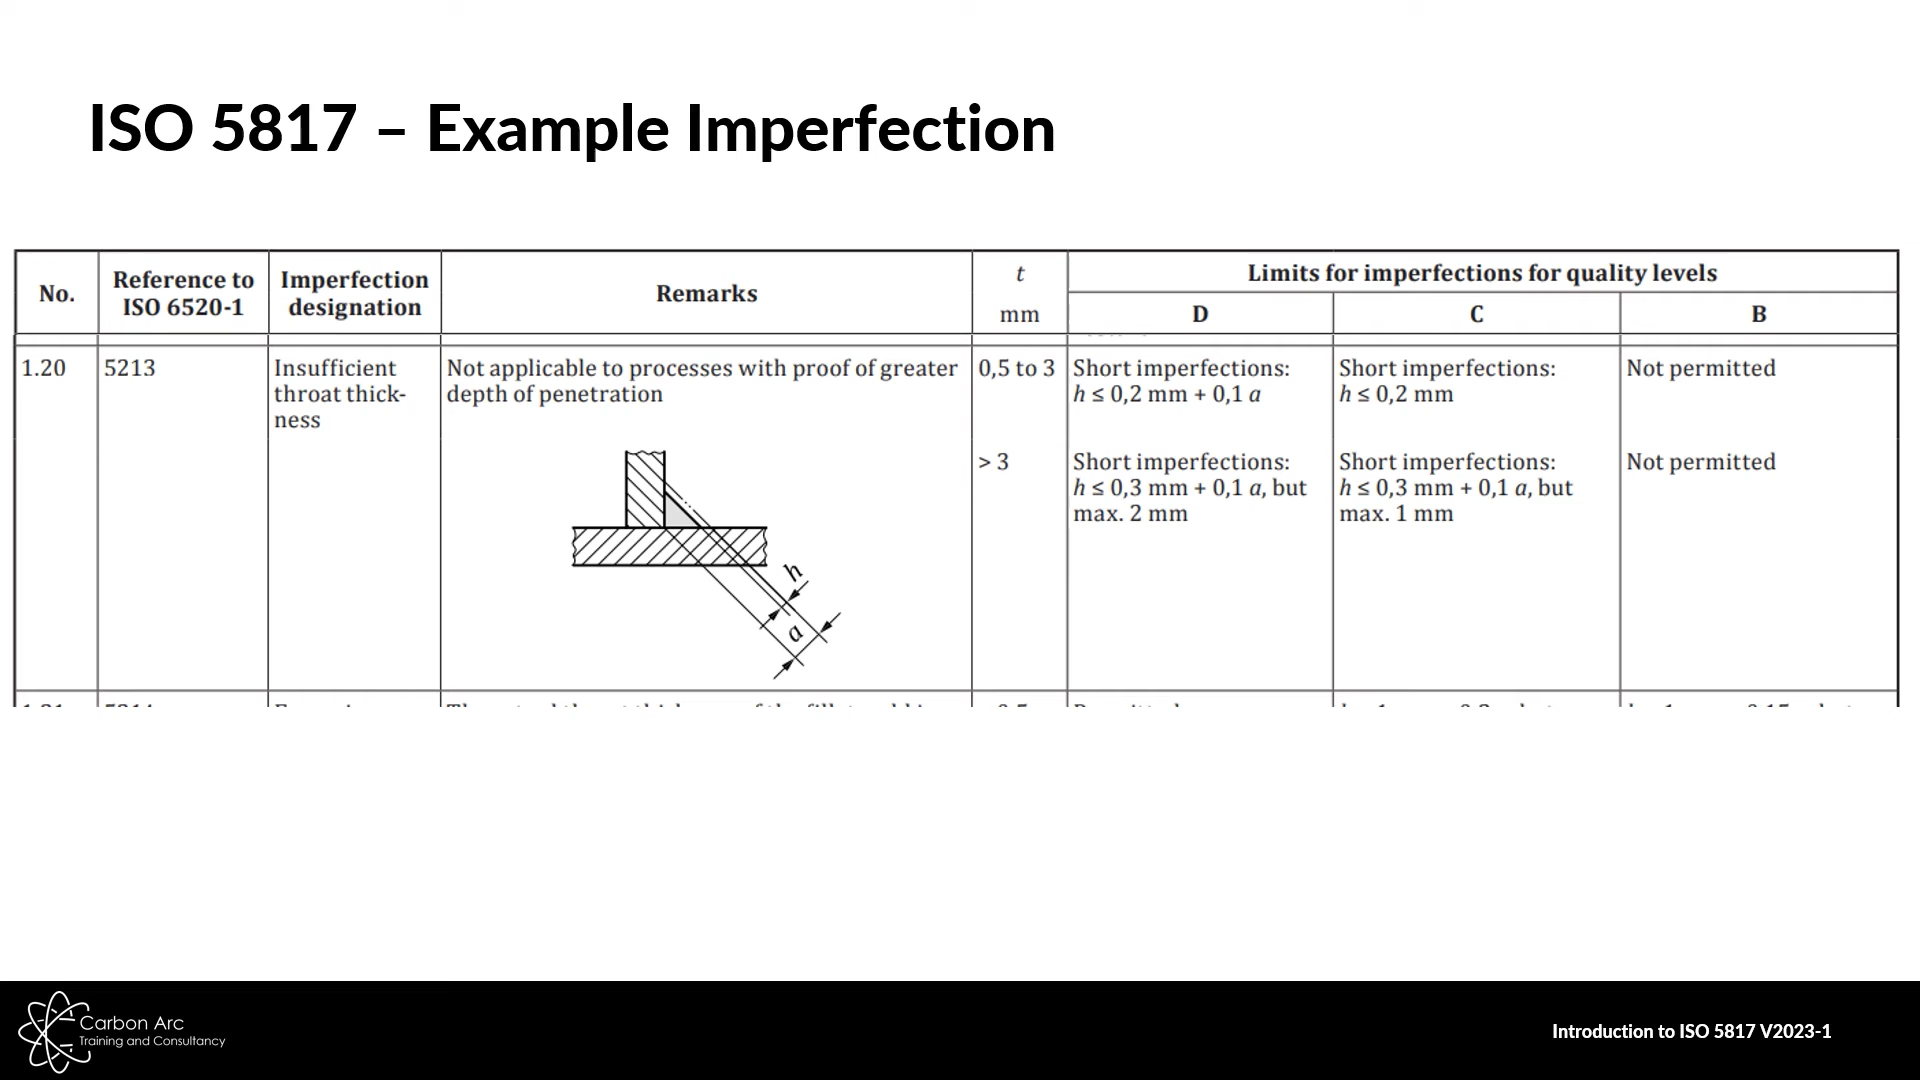 ISO 5817 – Example Imperfection
No.
Reference to
ISO 6520-1
Imperfection
designation
Remarks
t
mm
Limits for imperfections for quality levels
D
C
B
1.20
5213
Insufficient
throat thick-
ness
Not applicable to processes with proof of greater
depth of penetration
h
a
0,5 to 3
Short imperfections:
h ≤ 0,2 mm + 0,1 a
Short imperfections:
h ≤ 0,2 mm
Not permitted
> 3
Short imperfections:
h ≤ 0,3 mm + 0,1 a, but
max. 2 mm
Short imperfections:
h ≤ 0,3 mm + 0,1 a, but
max. 1 mm
Not permitted
Carbon Arc
Training and Consultancy
Introduction to ISO 5817 V2023-1